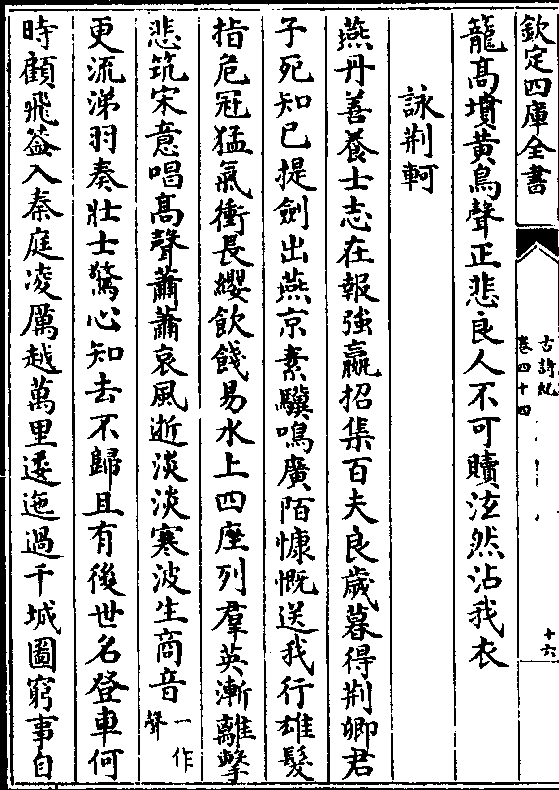 欽定四庫全書
古詩紀
卷四十四
十六
籠髙墳黄鳥聲正悲良人不可贖泫然沾我衣
詠荆軻
燕丹善養士志在報強嬴招集百夫良歲暮得荆卿君
子死知已提劍出燕京素驥鳴廣陌慷慨送我行雄髮
指危冠猛氣衝長纓飲餞易水上四座列羣英漸離擊
悲筑宋意唱髙聲蕭蕭哀風逝淡淡寒波生商音一作聲
更流涕羽奏壯士驚心知去不歸且有後世名登車何
時顧飛葢入秦庭凌厲越萬里逶迤過千城圖窮事自